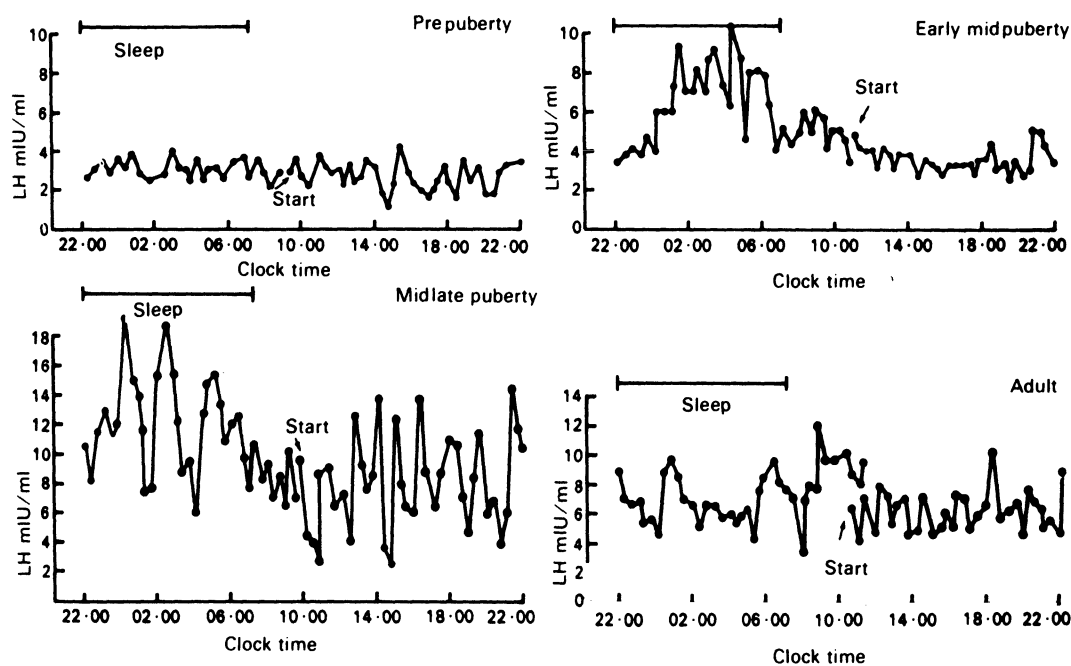 Prepuberty
Sleep
LH mIU/ml
10
8
6
4
2
0
Start
22·00 02·00 06·00 10·00 14·00 18·00 22·00
Clock time
Early midpuberty
LH mIU/ml
10
8
6
4
2
0
Start
22·00 02·00 06·00 10·00 14·00 18·00 22·00
Clock time
Midlate puberty
Sleep
LH mIU/ml
18
16
14
12
10
8
6
4
2
Start
22·00 02·00 06·00 10·00 14·00 18·00 22·00
Clock time
Adult
Sleep
LH mIU/ml
14
12
10
8
6
4
2
0
Start
22·00 02·00 06·00 10·00 14·00 18·00 22·00
Clock time